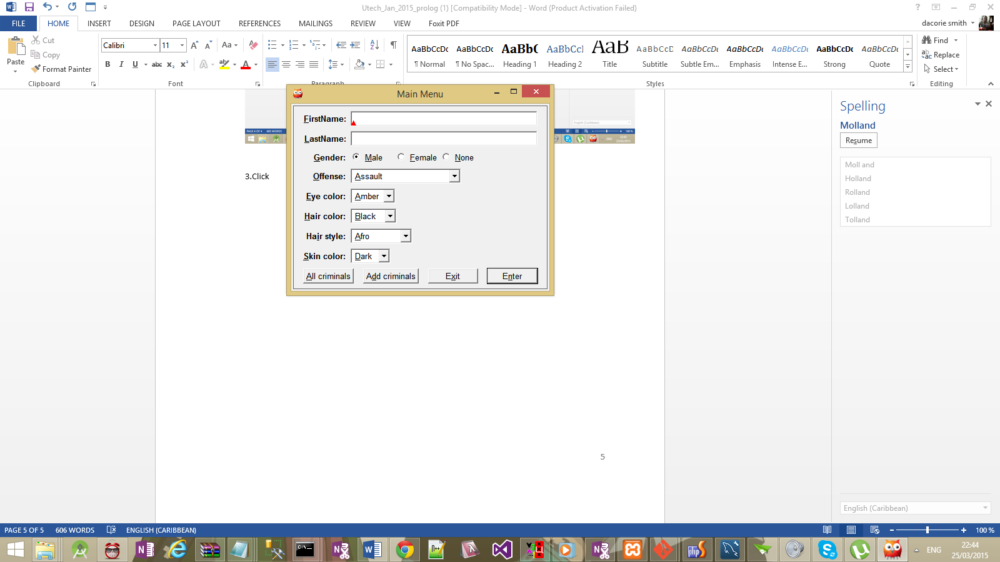 Utech_Jan_2015_prolog (1) [Compatibility Mode] - Word (Product Activation Failed)
FILE HOME INSERT DESIGN PAGE LAYOUT REFERENCES MAILINGS REVIEW VIEW Foxit PDF dacorie smith
Paste
Cut
Copy
Format Painter
Clipboard
Calibri 11
Font
Paragraph
AaBbCcDc AaBbCcDc AaBbC AaBbCcI AaB AaBbCcD AaBbCcDc AaBbCcDc AaBbCcDc AaBbCcDc AaBbCcDc
¶ Normal ¶ No Spac... Heading 1 Heading 2 Title Subtitle Subtle Em... Emphasis Intense E... Strong Quote
Styles
Find
Replace
Select
Editing
Main Menu
FirstName:
LastName:
Gender: Male Female None
Offense: Assault
Eye color: Amber
Hair color: Black
Hair style: Afro
Skin color: Dark
All criminals Add criminals Exit Enter
3.Click
5
Spelling
Molland
Resume
Moll and
Holland
Rolland
Lolland
Tolland
English (Caribbean)
PAGE 5 OF 5 606 WORDS ENGLISH (CARIBBEAN) 100 %
ENG
22:44
25/03/2015